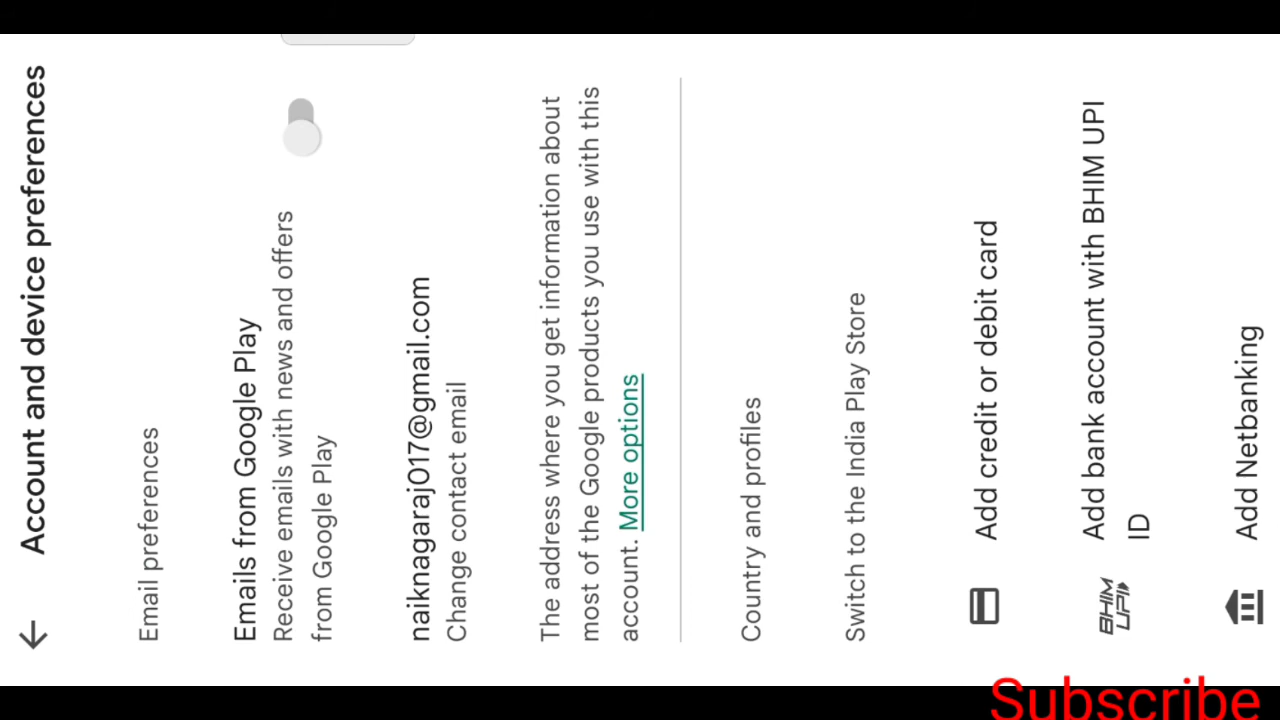 Account and device preferences
Email preferences
Emails from Google Play
Receive emails with news and offers
from Google Play
naiknagaraj017@gmail.com
Change contact email
The address where you get information about
most of the Google products you use with this
account. More options
Country and profiles
Switch to the India Play Store
Add credit or debit card
BHIM
UPI
Add bank account with BHIM UPI
ID
Add Netbanking
Subscribe